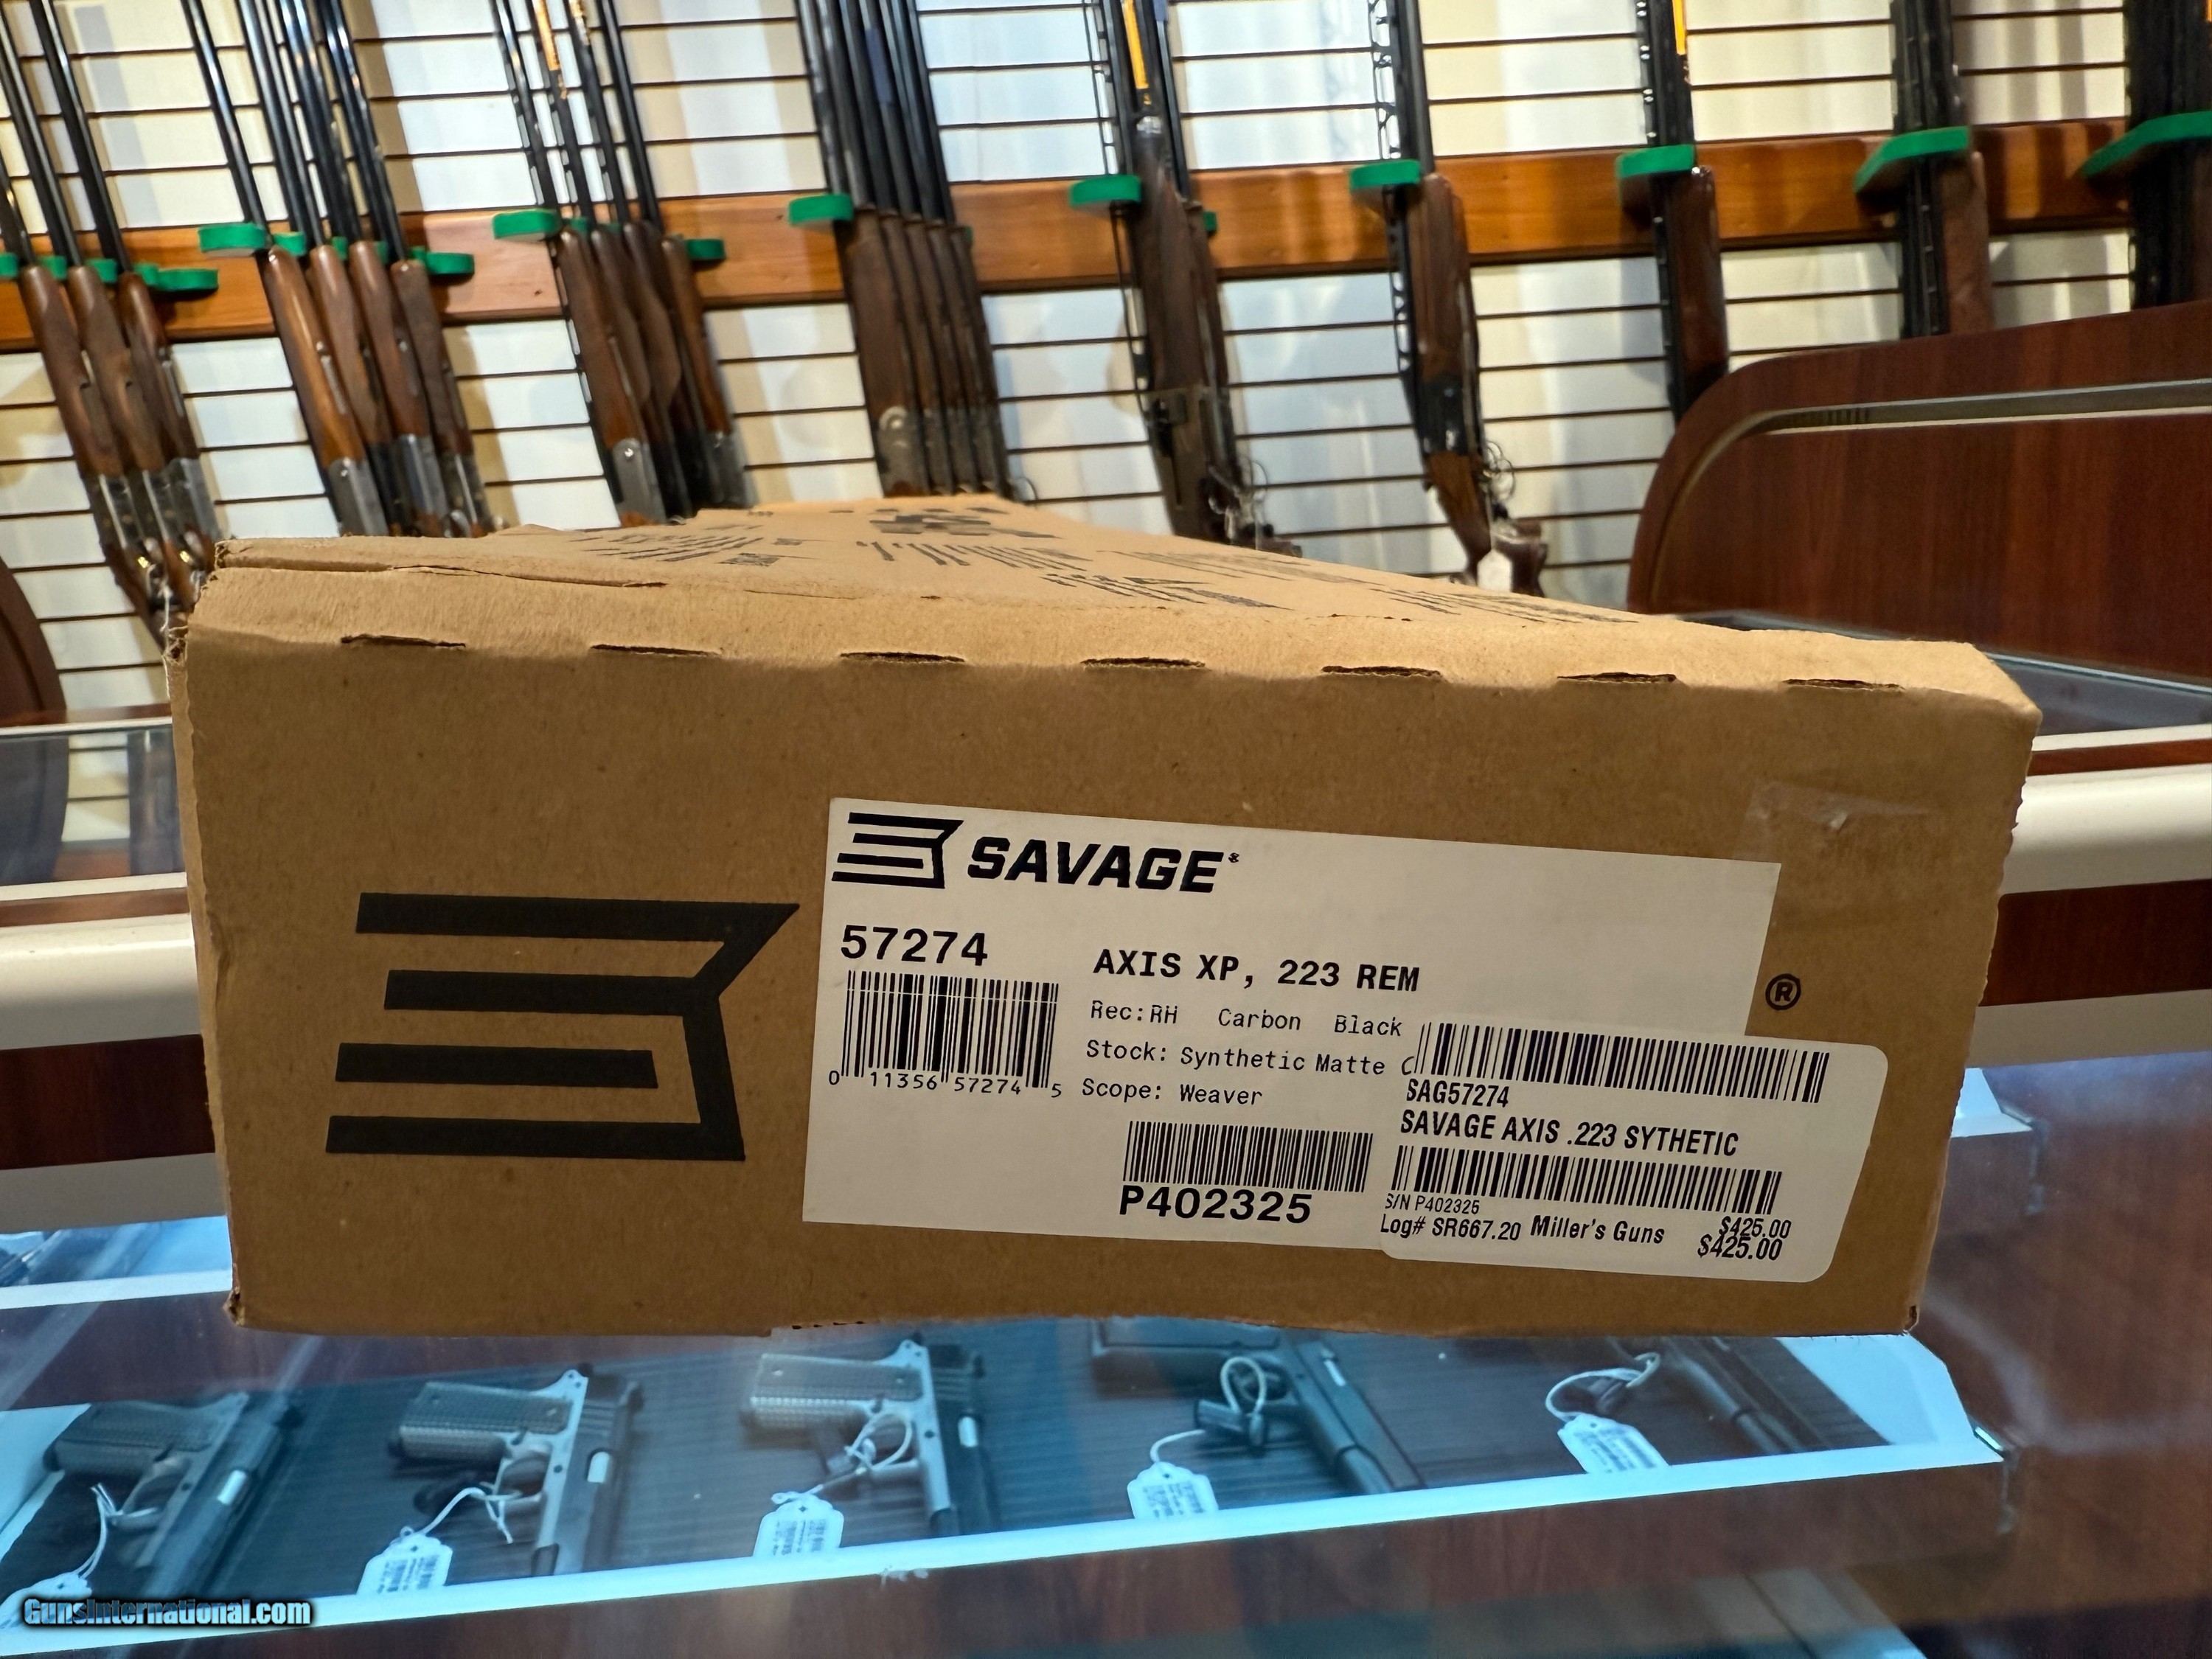 SAVAGE®
57274
AXIS XP, 223 REM
Rec:RH Carbon Black
Stock: Synthetic Matte
Scope: Weaver
0 11356 57274 5
P402325
®
SAG57274
SAVAGE AXIS .223 SYTHETIC
S/N P402325
$425.00
Log# SR667.20 Miller's Guns
$425.00
GunsInternational.com